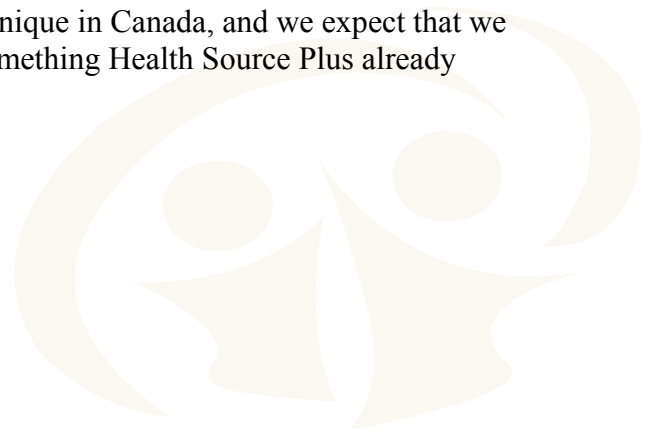 nique in Canada, and we expect that we
mething Health Source Plus already